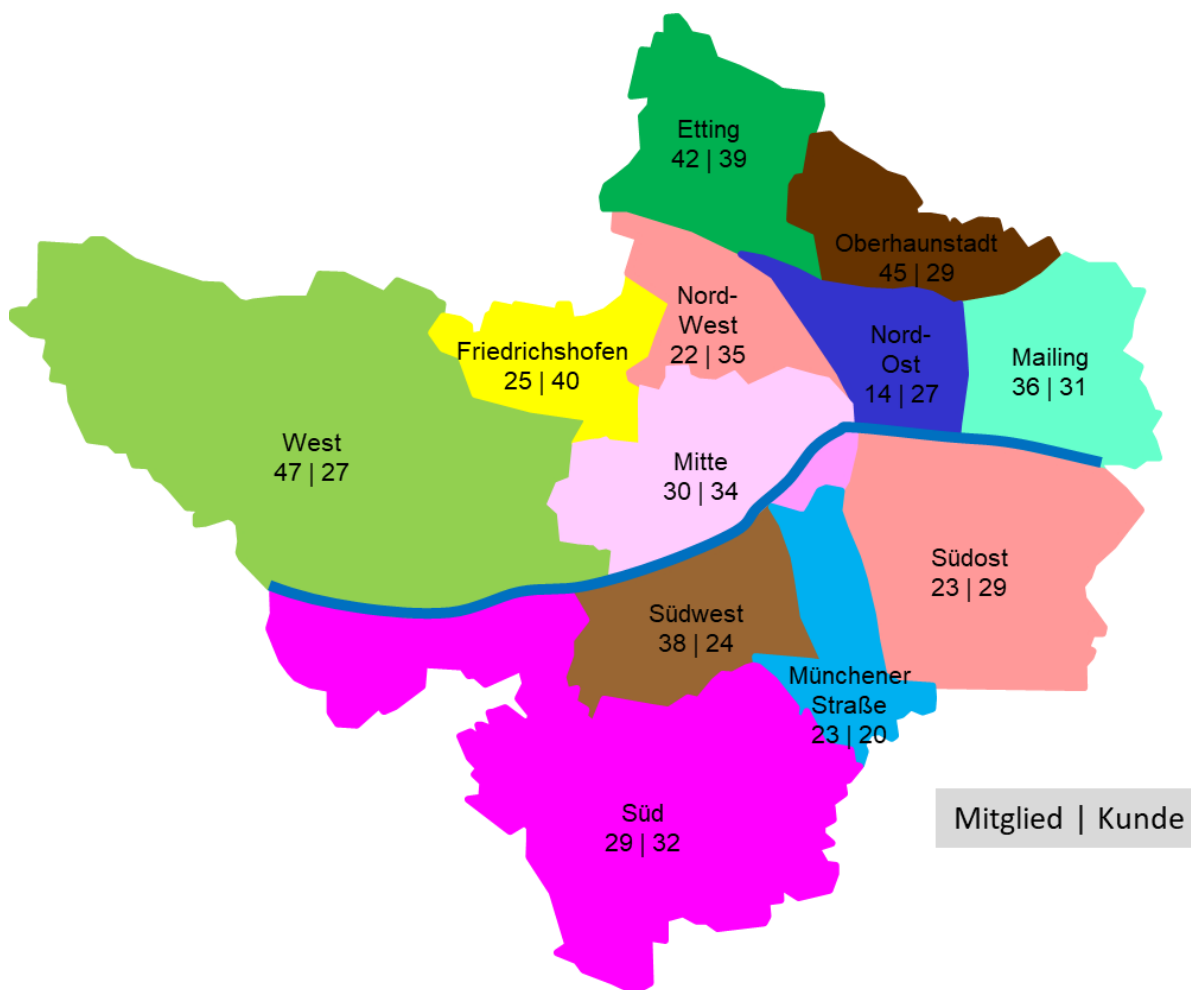 Etting
42 | 39
Oberhaunstadt
45 | 29
Nord-
West
22 | 35
Nord-
Ost
14 | 27
Friedrichshofen
25 | 40
Mailing
36 | 31
West
47 | 27
Mitte
30 | 34
Südost
23 | 29
Südwest
38 | 24
Münchener
Straße
23 | 20
Süd
29 | 32
Mitglied | Kunde